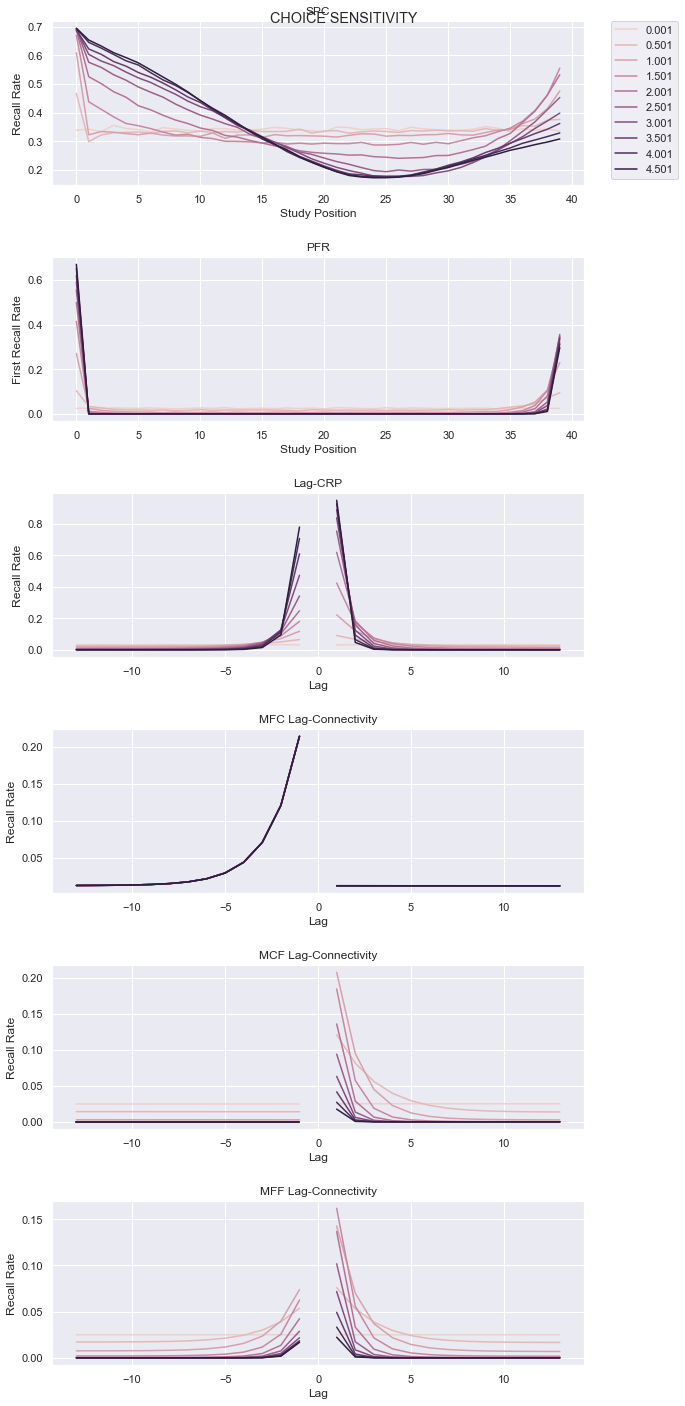 SPC
CHOICE SENSITIVITY
0.7
0.6
0.5
0.4
0.3
0.2
Recall Rate
0 5 10 15 20 25 30 35 40
Study Position
0.001
0.501
1.001
1.501
2.001
2.501
3.001
3.501
4.001
4.501
PFR
0.6
0.4
0.2
0.0
First Recall Rate
0 5 10 15 20 25 30 35 40
Study Position
Lag-CRP
0.8
0.6
0.4
0.2
0.0
Recall Rate
−10 −5 0 5 10
Lag
MFC Lag-Connectivity
0.20
0.15
0.10
0.05
Recall Rate
−10 −5 0 5 10
Lag
MCF Lag-Connectivity
0.20
0.15
0.10
0.05
0.00
Recall Rate
−10 −5 0 5 10
Lag
MFF Lag-Connectivity
0.15
0.10
0.05
0.00
Recall Rate
−10 −5 0 5 10
Lag